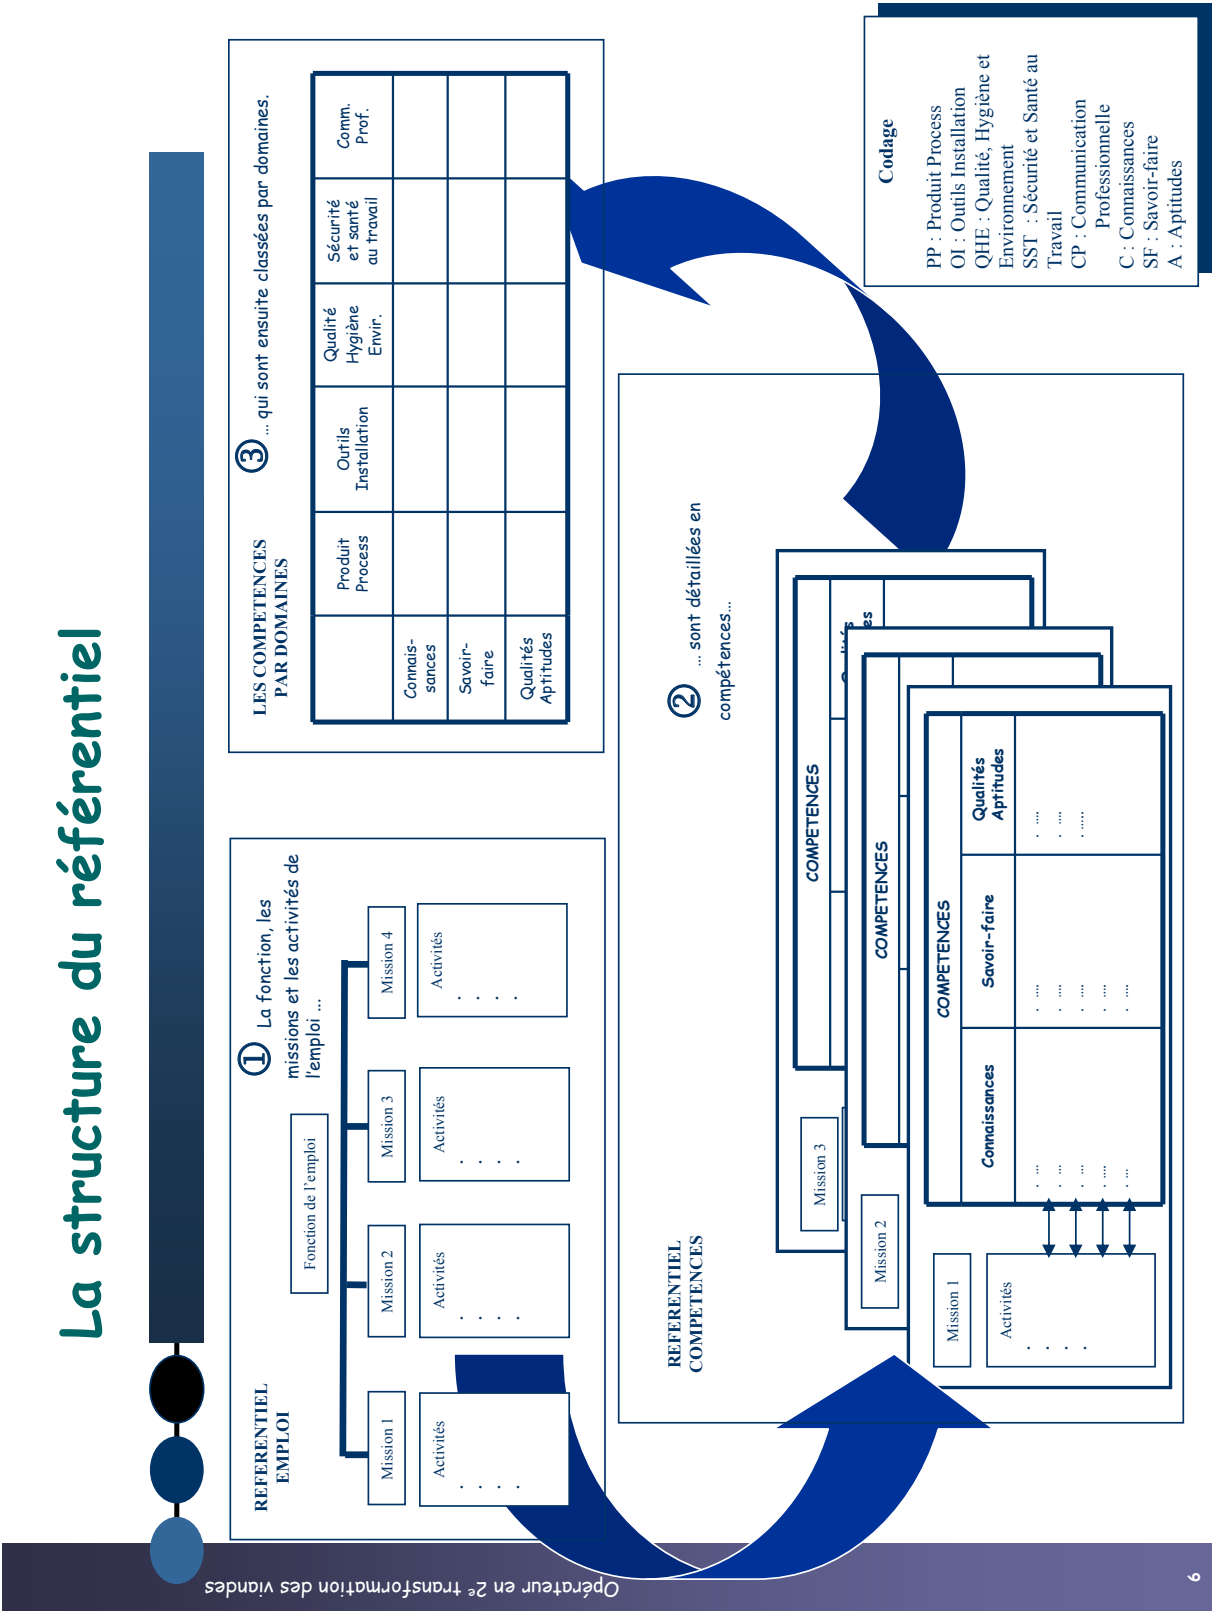 La structure du référentiel
REFERENTIEL
EMPLOI
①  La fonction, les
missions et les activités de
l'emploi ...
Fonction de l'emploi
Mission 1
Mission 2
Mission 3
Mission 4
Activités
.
.
.
.
Activités
.
.
.
.
Activités
.
.
.
.
Activités
.
.
.
.
LES COMPETENCES
PAR DOMAINES
③ ... qui sont ensuite classées par domaines.
Produit
Process
Outils
Installation
Qualité
Hygiène
Envir.
Sécurité
et santé
au travail
Comm.
Prof.
Connais-
sances
Savoir-
faire
Qualités
Aptitudes
REFERENTIEL
COMPETENCES
② ... sont détaillées en
compétences...
Mission 3
COMPETENCES
Mission 2
COMPETENCES
Mission 1
Activités
.
.
.
.
COMPETENCES
Connaissances
Savoir-faire
Qualités
Aptitudes
. ...
. ...
. ...
. ....
. ...
. ....
. ....
. ....
. ....
. ....
. ....
. ....
. .....
Codage
PP : Produit Process
OI : Outils Installation
QHE : Qualité, Hygiène et
Environnement
SST : Sécurité et Santé au
Travail
CP : Communication
Professionnelle
C : Connaissances
SF : Savoir-faire
A : Aptitudes
Opérateur en 2e transformation des viandes
9